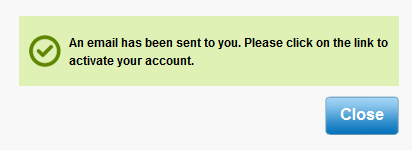 An email has been sent to you. Please click on the link to
activate your account.
Close